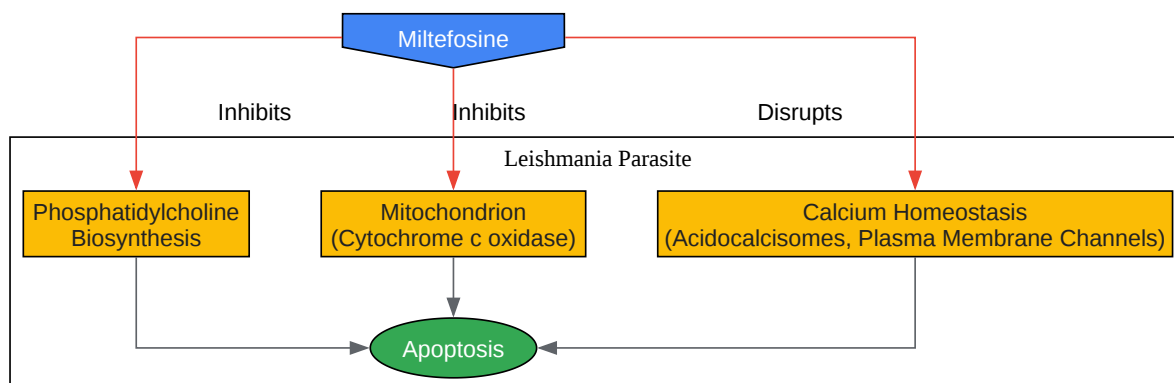 Miltefosine
Inhibits
Inhibits
Disrupts
Leishmania Parasite
Phosphatidylcholine
Biosynthesis
Mitochondrion
(Cytochrome c oxidase)
Calcium Homeostasis
(Acidocalcisomes, Plasma Membrane Channels)
Apoptosis